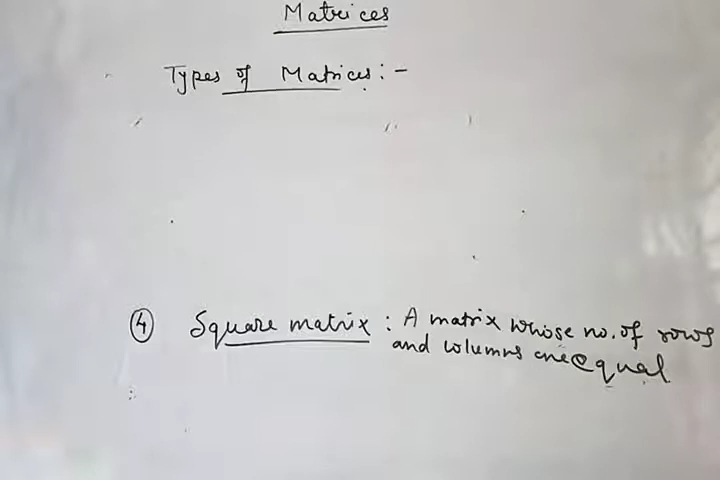 Matrices
Types of Matrices :-
④ Square matrix : A matrix whose no. of rows
and columns are equal